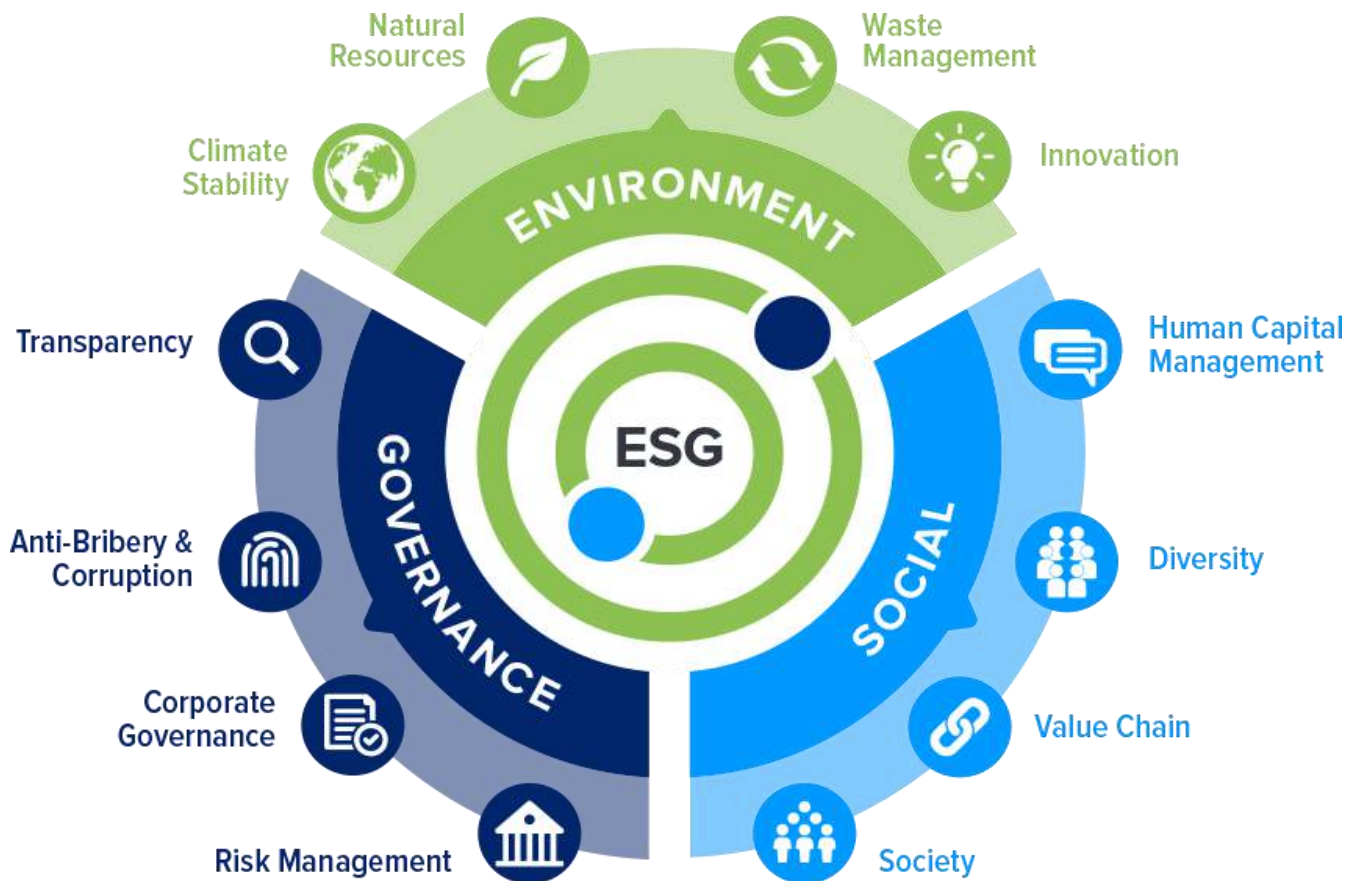 Natural
Resources
Waste
Management
Climate
Stability
Innovation
ENVIRONMENT
Transparency
Human Capital
Management
ESG
GOVERNANCE
SOCIAL
Anti-Bribery &
Corruption
Diversity
Corporate
Governance
Value Chain
Risk Management
Society